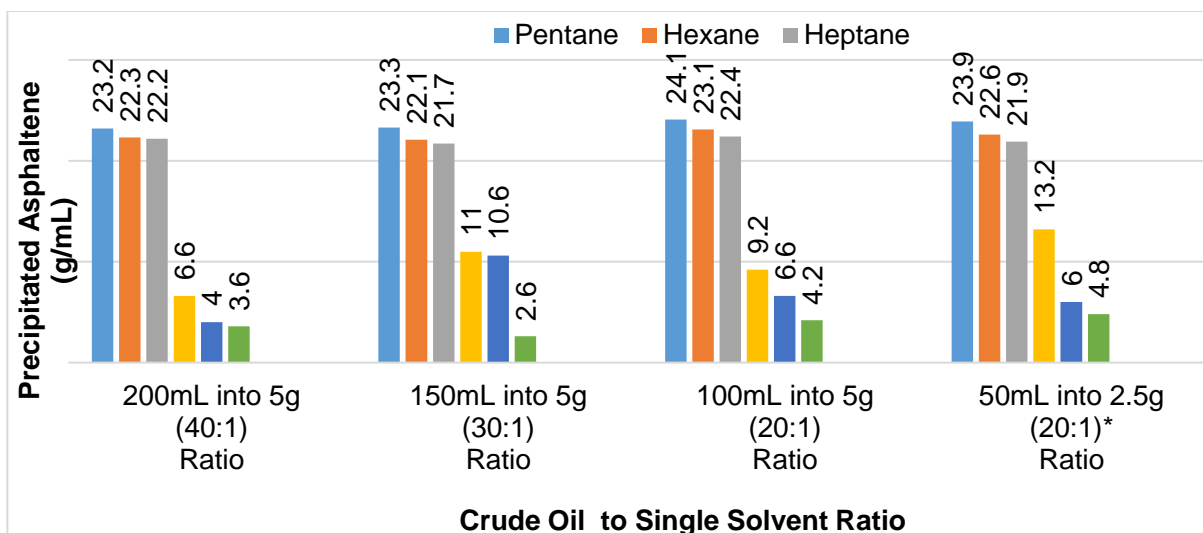 Pentane Hexane Heptane
Precipitated Asphaltene
(g/mL)
23.2
22.3
22.2
6.6
4
3.6
23.3
22.1
21.7
11
10.6
2.6
24.1
23.1
22.4
9.2
6.6
4.2
23.9
22.6
21.9
13.2
6
4.8
200mL into 5g
(40:1)
Ratio
150mL into 5g
(30:1)
Ratio
100mL into 5g
(20:1)
Ratio
50mL into 2.5g
(20:1)*
Ratio
Crude Oil to Single Solvent Ratio